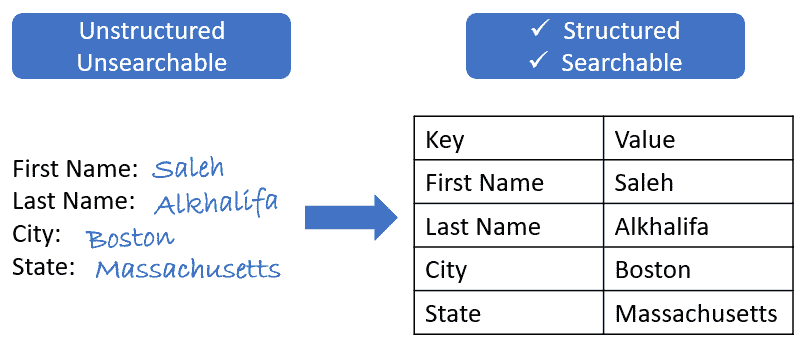 Unstructured
Unsearchable
✓ Structured
✓ Searchable
First Name: Saleh
Last Name: Alkhalifa
City: Boston
State: Massachusetts
Key Value
First Name Saleh
Last Name Alkhalifa
City Boston
State Massachusetts